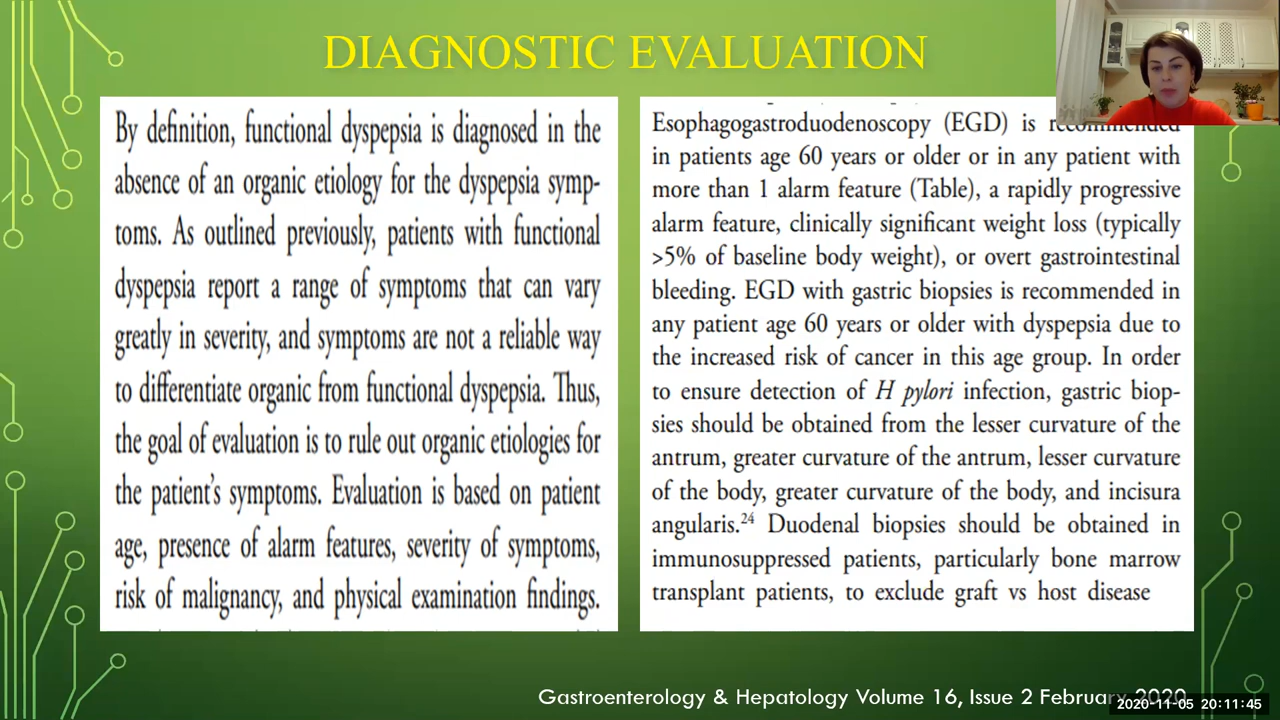 DIAGNOSTIC EVALUATION
By definition, functional dyspepsia is diagnosed in the
absence of an organic etiology for the dyspepsia symp-
toms. As outlined previously, patients with functional
dyspepsia report a range of symptoms that can vary
greatly in severity, and symptoms are not a reliable way
to differentiate organic from functional dyspepsia. Thus,
the goal of evaluation is to rule out organic etiologies for
the patient's symptoms. Evaluation is based on patient
age, presence of alarm features, severity of symptoms,
risk of malignancy, and physical examination findings.
Esophagogastroduodenoscopy (EGD) is recommended
in patients age 60 years or older or in any patient with
more than 1 alarm feature (Table), a rapidly progressive
alarm feature, clinically significant weight loss (typically
>5% of baseline body weight), or overt gastrointestinal
bleeding. EGD with gastric biopsies is recommended in
any patient age 60 years or older with dyspepsia due to
the increased risk of cancer in this age group. In order
to ensure detection of H pylori infection, gastric biop-
sies should be obtained from the lesser curvature of the
antrum, greater curvature of the antrum, lesser curvature
of the body, greater curvature of the body, and incisura
angularis.24 Duodenal biopsies should be obtained in
immunosuppressed patients, particularly bone marrow
transplant patients, to exclude graft vs host disease
Gastroenterology & Hepatology Volume 16, Issue 2 February 2020
2020-11-05 20:11:45